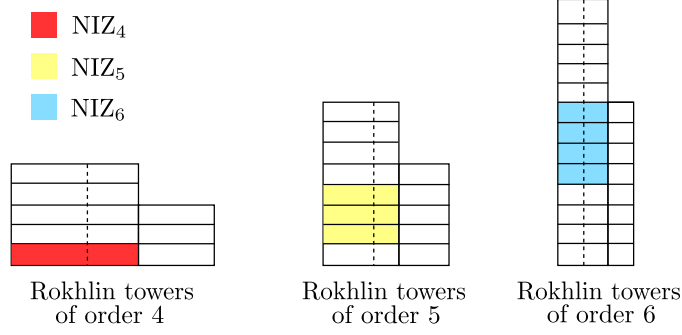 NIZ₄
NIZ₅
NIZ₆
Rokhlin towers
of order 4
Rokhlin towers
of order 5
Rokhlin towers
of order 6